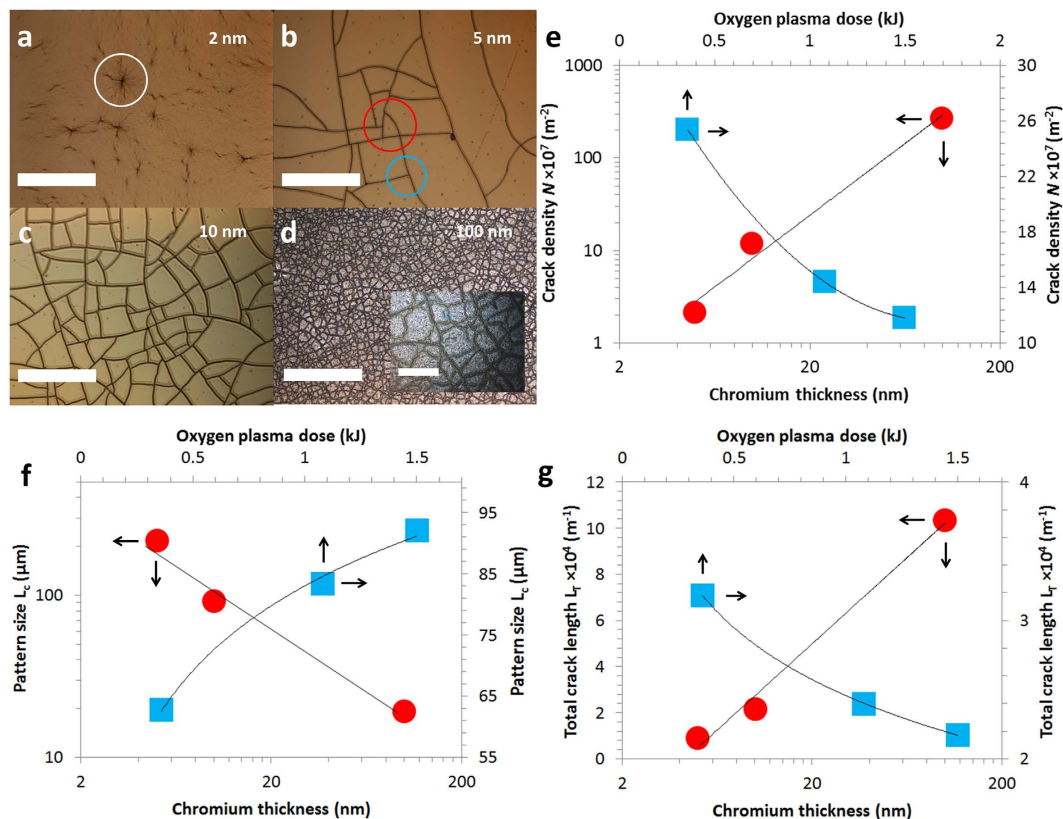 a
2 nm
b
5 nm
c
10 nm
d
100 nm
e
Oxygen plasma dose (kJ)
0 0.5 1 1.5 2
1000
100
10
1
Crack density N ×10⁷ (m⁻²)
30
26
22
18
14
10
Crack density N ×10⁷ (m⁻²)
2 20 200
Chromium thickness (nm)
f
Oxygen plasma dose (kJ)
0 0.5 1 1.5
100
10
Pattern size Lc (µm)
95
85
75
65
55
Pattern size Lc (µm)
2 20 200
Chromium thickness (nm)
g
Oxygen plasma dose (kJ)
0 0.5 1 1.5
12
10
8
6
4
2
0
Total crack length LT ×10⁴ (m⁻¹)
4
3
2
Total crack length LT ×10⁴ (m⁻¹)
2 20 200
Chromium thickness (nm)